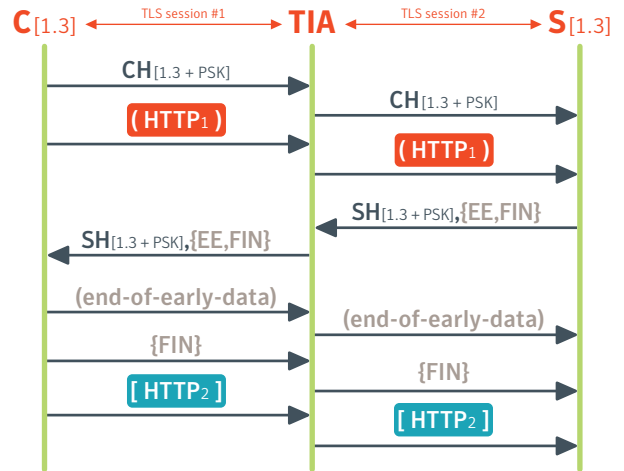 C[1.3] TLS session #1 TIA TLS session #2 S[1.3]
CH[1.3 + PSK]
CH[1.3 + PSK]
( HTTP1 )
( HTTP1 )
SH[1.3 + PSK],{EE,FIN}
SH[1.3 + PSK],{EE,FIN}
(end-of-early-data)
(end-of-early-data)
{FIN}
{FIN}
[ HTTP2 ]
[ HTTP2 ]